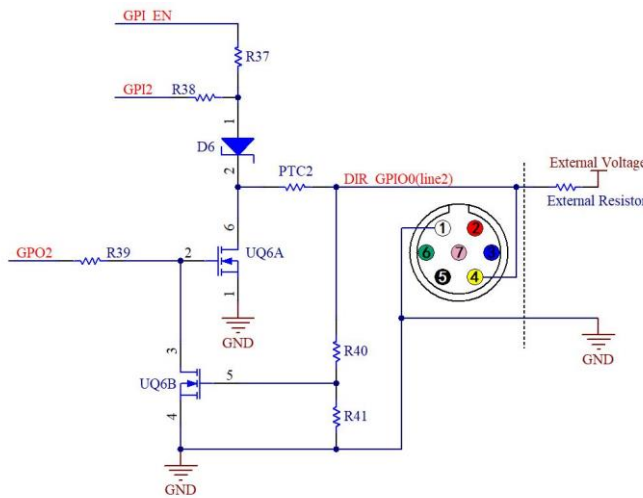 GPI_EN
R37
GPI2
R38
1
D6
2
PTC2
DIR_GPIO0(line2)
External Voltage
External Resistor
6
1
2
GPO2
R39
2
UQ6A
6
7
3
1
5
4
GND
3
R40
GND
UQ6B
5
4
R41
GND